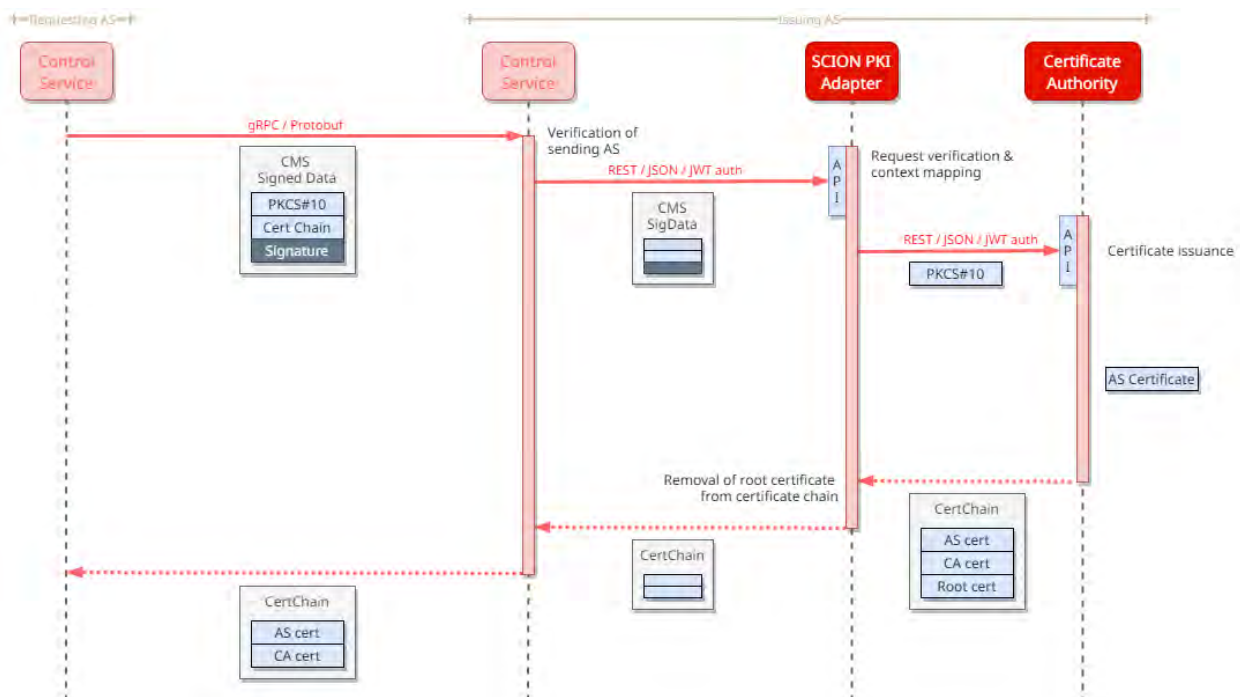 Requesting AS
Issuing AS
Control
Service
Control
Service
SCION PKI
Adapter
Certificate
Authority
gRPC / Protobuf
CMS
Signed Data
PKCS#10
Cert Chain
Signature
Verification of
sending AS
REST / JSON / JWT auth
CMS
SigData
A
P
I
Request verification &
context mapping
REST / JSON / JWT auth
PKCS#10
A
P
I
Certificate issuance
AS Certificate
Removal of root certificate
from certificate chain
CertChain
AS cert
CA cert
Root cert
CertChain
CertChain
AS cert
CA cert